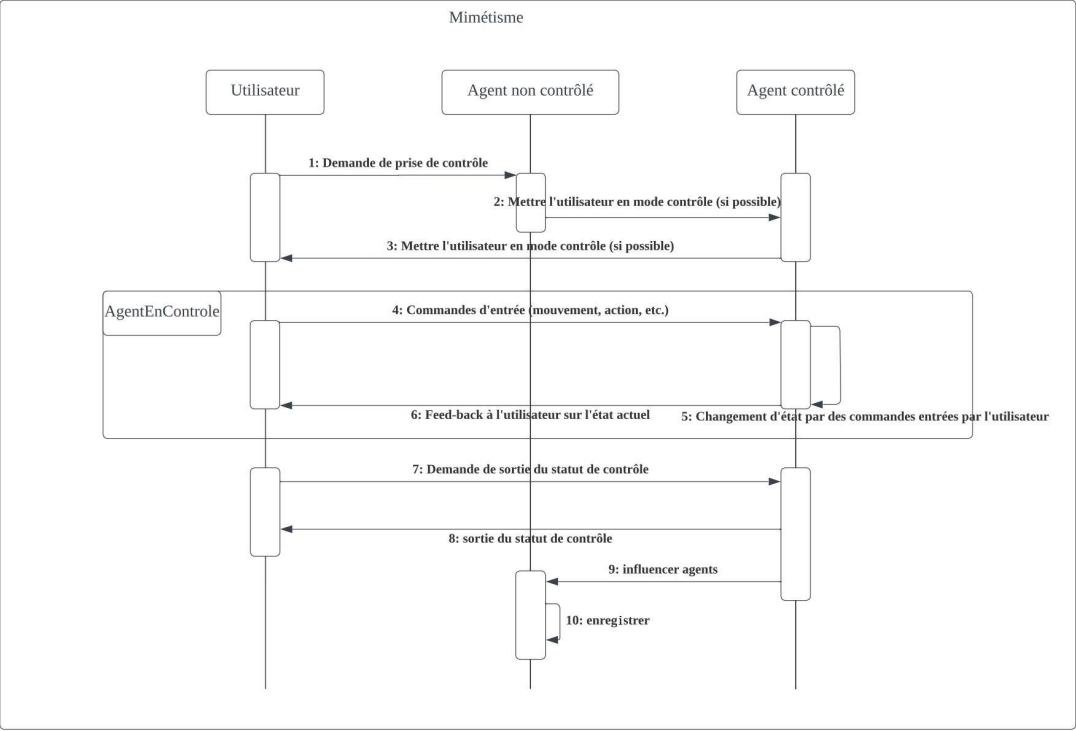 Mimétisme
Utilisateur
Agent non contrôlé
Agent contrôlé
1: Demande de prise de contrôle
2: Mettre l'utilisateur en mode contrôle (si possible)
3: Mettre l'utilisateur en mode contrôle (si possible)
AgentEnControle
4: Commandes d'entrée (mouvement, action, etc.)
6: Feed-back à l'utilisateur sur l'état actuel
5: Changement d'état par des commandes entrées par l'utilisateur
7: Demande de sortie du statut de contrôle
8: sortie du statut de contrôle
9: influencer agents
10: enregistrer